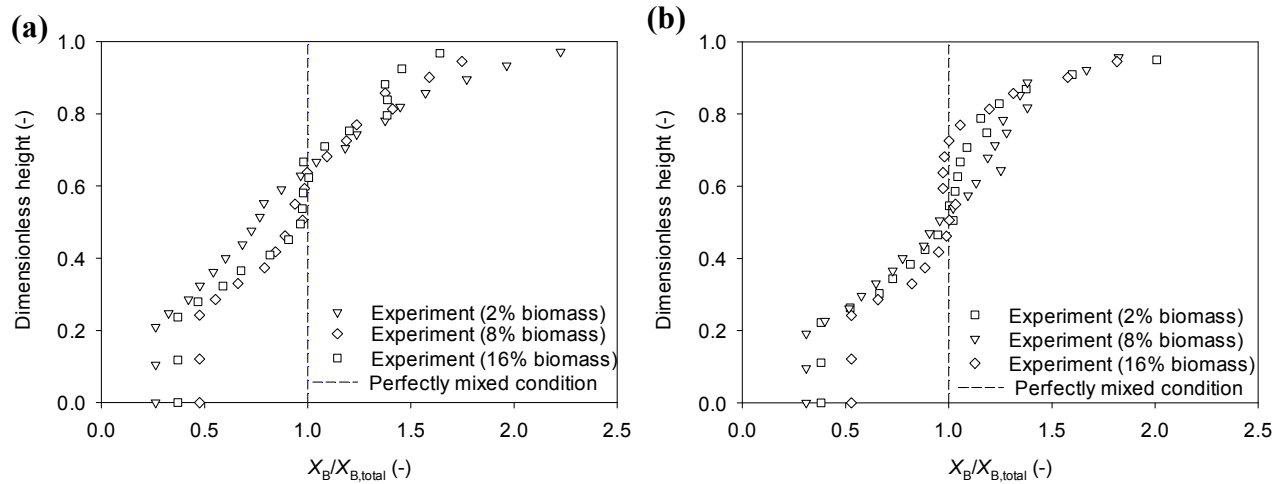 (a)
1.0
0.8
0.6
0.4
0.2
0.0
Dimensionless height (-)
Experiment (2% biomass)
Experiment (8% biomass)
Experiment (16% biomass)
Perfectly mixed condition
0.0 0.5 1.0 1.5 2.0 2.5
X_B/X_B,total (-)
(b)
1.0
0.8
0.6
0.4
0.2
0.0
Dimensionless height (-)
Experiment (2% biomass)
Experiment (8% biomass)
Experiment (16% biomass)
Perfectly mixed condition
0.0 0.5 1.0 1.5 2.0 2.5
X_B/X_B,total (-)